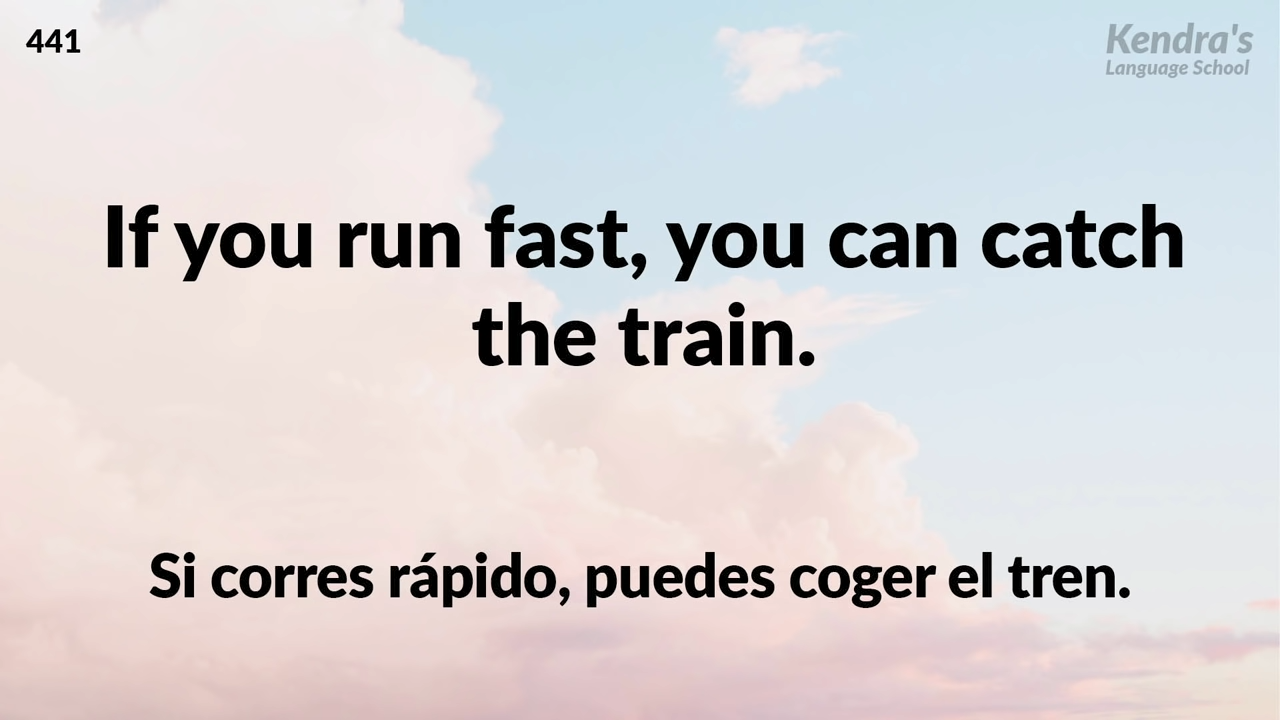 441
Kendra's
Language School
If you run fast, you can catch
the train.
Si corres rápido, puedes coger el tren.